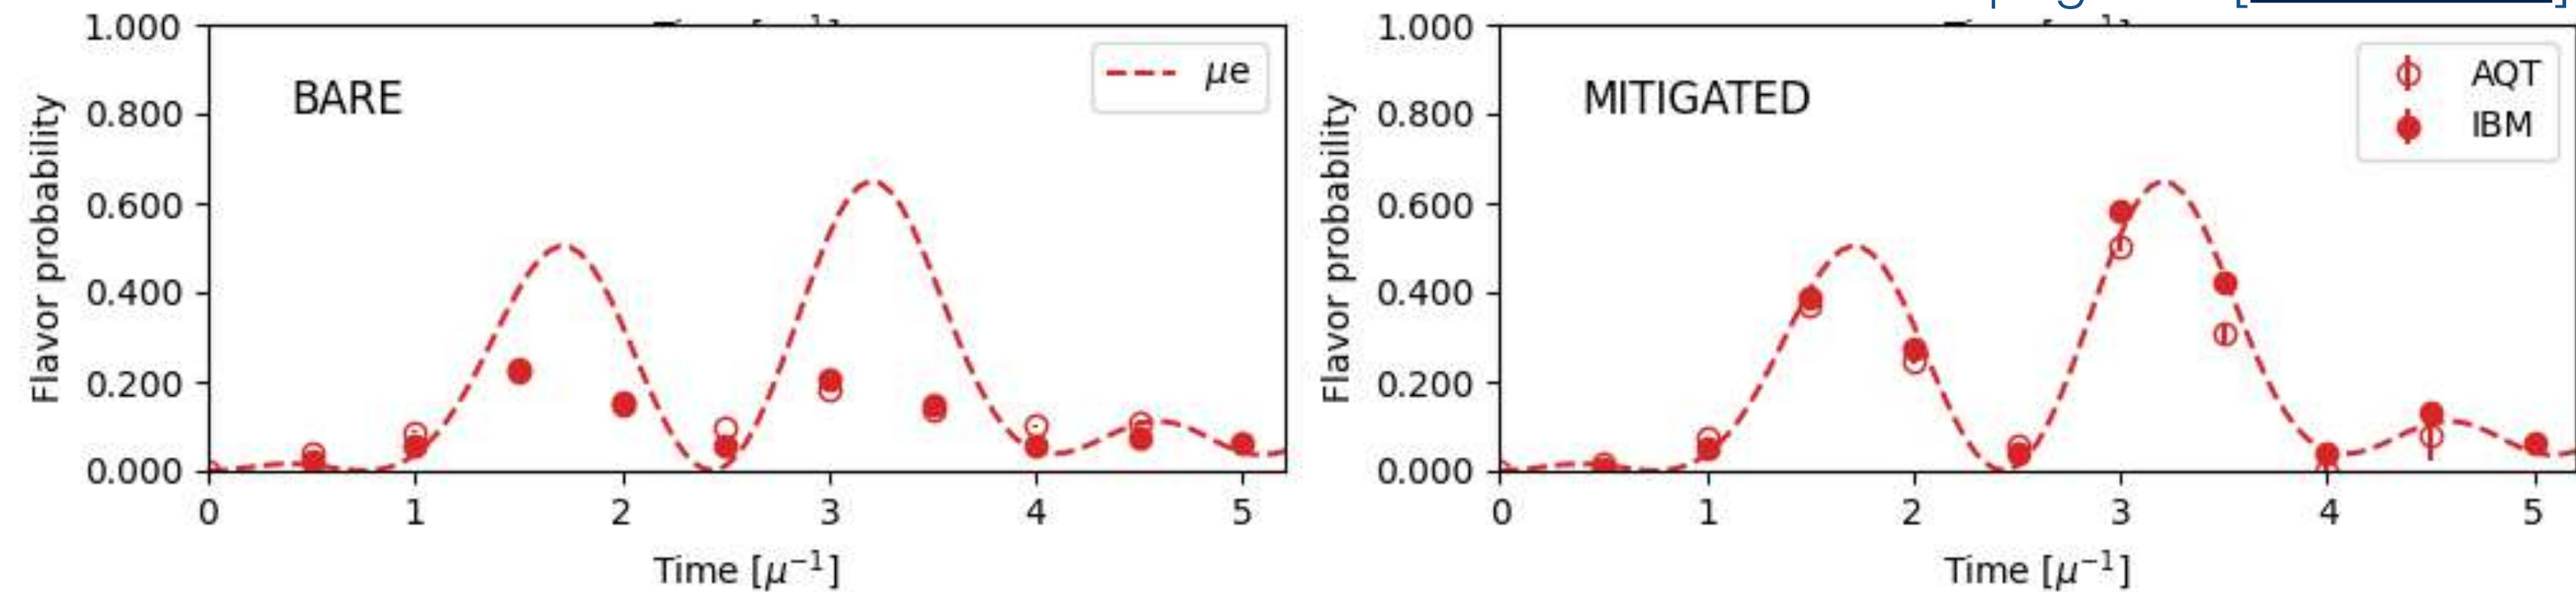 1.000
0.800
0.600
0.400
0.200
0.000
Flavor probability
BARE
μe
0 1 2 3 4 5
Time [μ⁻¹]
1.000
0.800
0.600
0.400
0.200
0.000
Flavor probability
MITIGATED
AQT
IBM
0 1 2 3 4 5
Time [μ⁻¹]